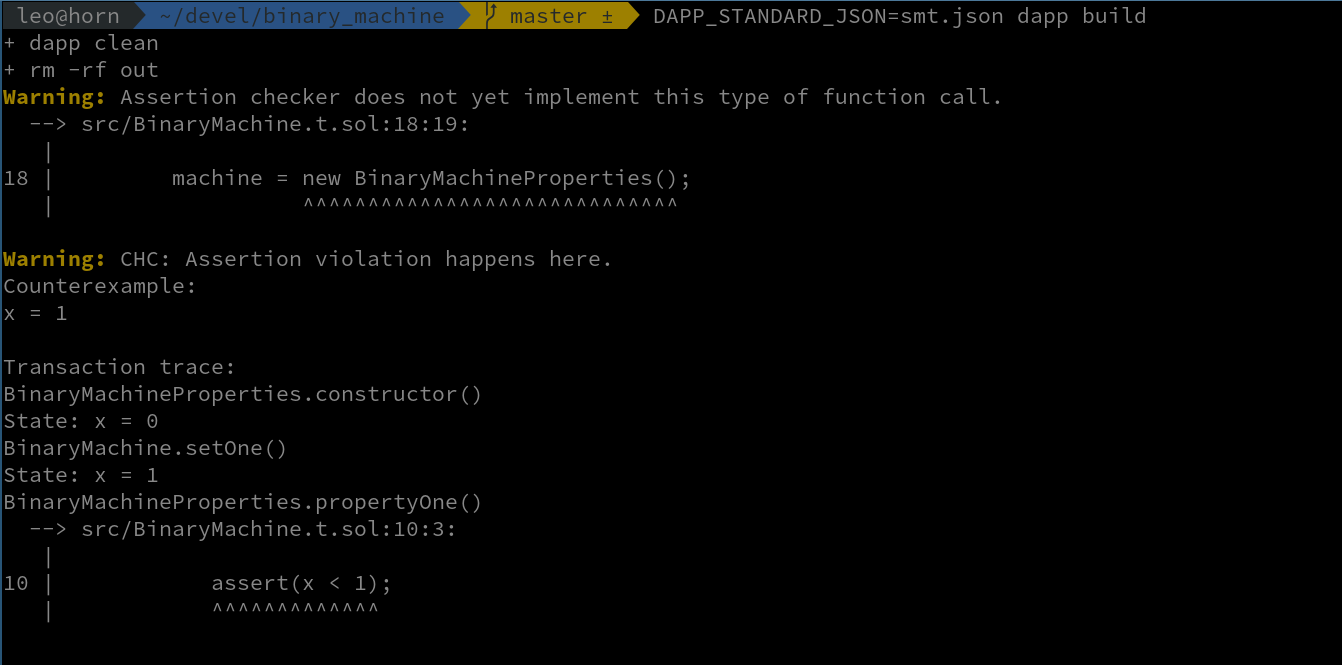 leo@horn ~/devel/binary_machine master ± DAPP_STANDARD_JSON=smt.json dapp build
+ dapp clean
+ rm -rf out
Warning: Assertion checker does not yet implement this type of function call.
  --> src/BinaryMachine.t.sol:18:19:
   |
18 |         machine = new BinaryMachineProperties();
   |                   ^^^^^^^^^^^^^^^^^^^^^^^^^^^^^

Warning: CHC: Assertion violation happens here.
Counterexample:
x = 1

Transaction trace:
BinaryMachineProperties.constructor()
State: x = 0
BinaryMachine.setOne()
State: x = 1
BinaryMachineProperties.propertyOne()
  --> src/BinaryMachine.t.sol:10:3:
   |
10 |            assert(x < 1);
   |            ^^^^^^^^^^^^^